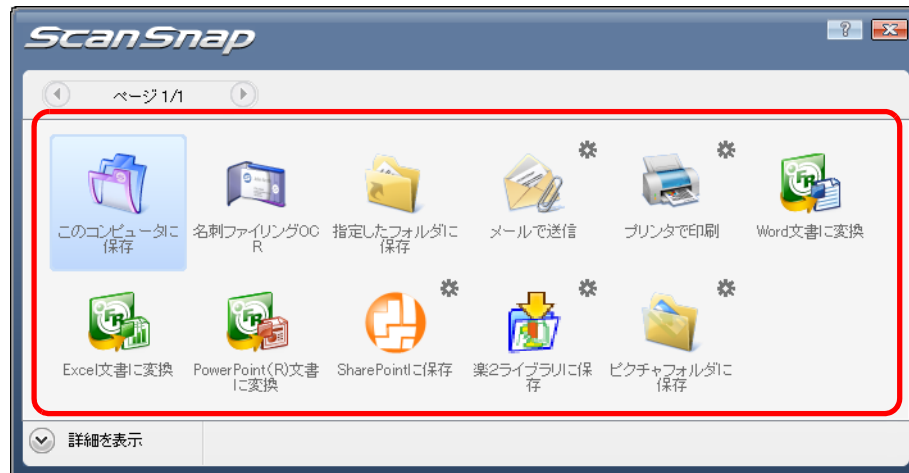 ScanSnap
?
ページ 1/1
このコンピュータに
保存
名刺ファイリングOC
R
指定したフォルダに
保存
メールで送信
プリンタで印刷
Word文書に変換
Excel文書に変換
PowerPoint(R)文書
に変換
SharePointに保存
楽2ライブラリに保
存
ピクチャフォルダに
保存
詳細を表示